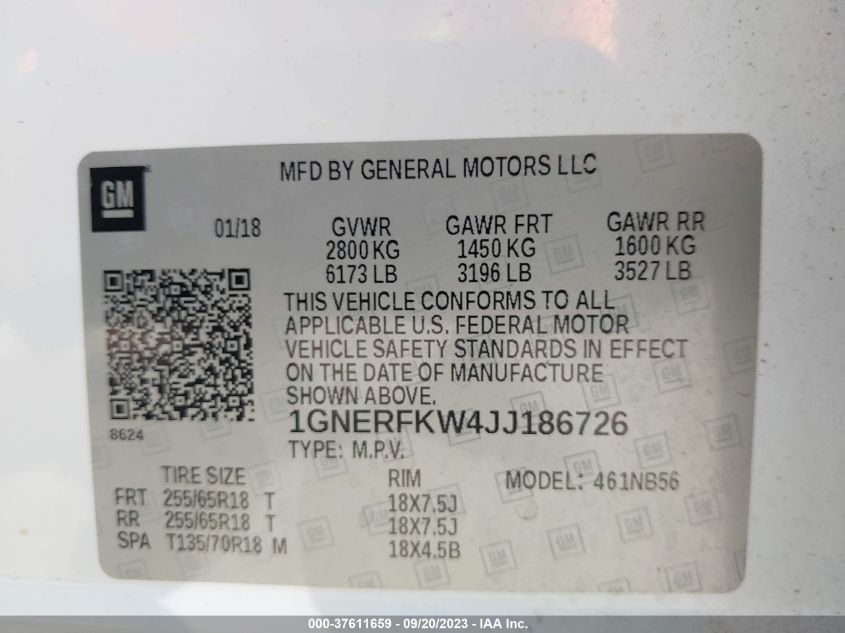 MFD BY GENERAL MOTORS LLC
GM
01/18 GVWR GAWR FRT GAWR RR
2800 KG 1450 KG 1600 KG
6173 LB 3196 LB 3527 LB
THIS VEHICLE CONFORMS TO ALL
APPLICABLE U.S. FEDERAL MOTOR
VEHICLE SAFETY STANDARDS IN EFFECT
ON THE DATE OF MANUFACTURE
SHOWN ABOVE.
8624
1GNERFKW4JJ186726
TYPE: M.P.V.
TIRE SIZE RIM MODEL: 461NB56
FRT 255/65R18 T 18X7.5J
RR 255/65R18 T 18X7.5J
SPA T135/70R18 M 18X4.5B
000-37611659 - 09/20/2023 - IAA Inc.